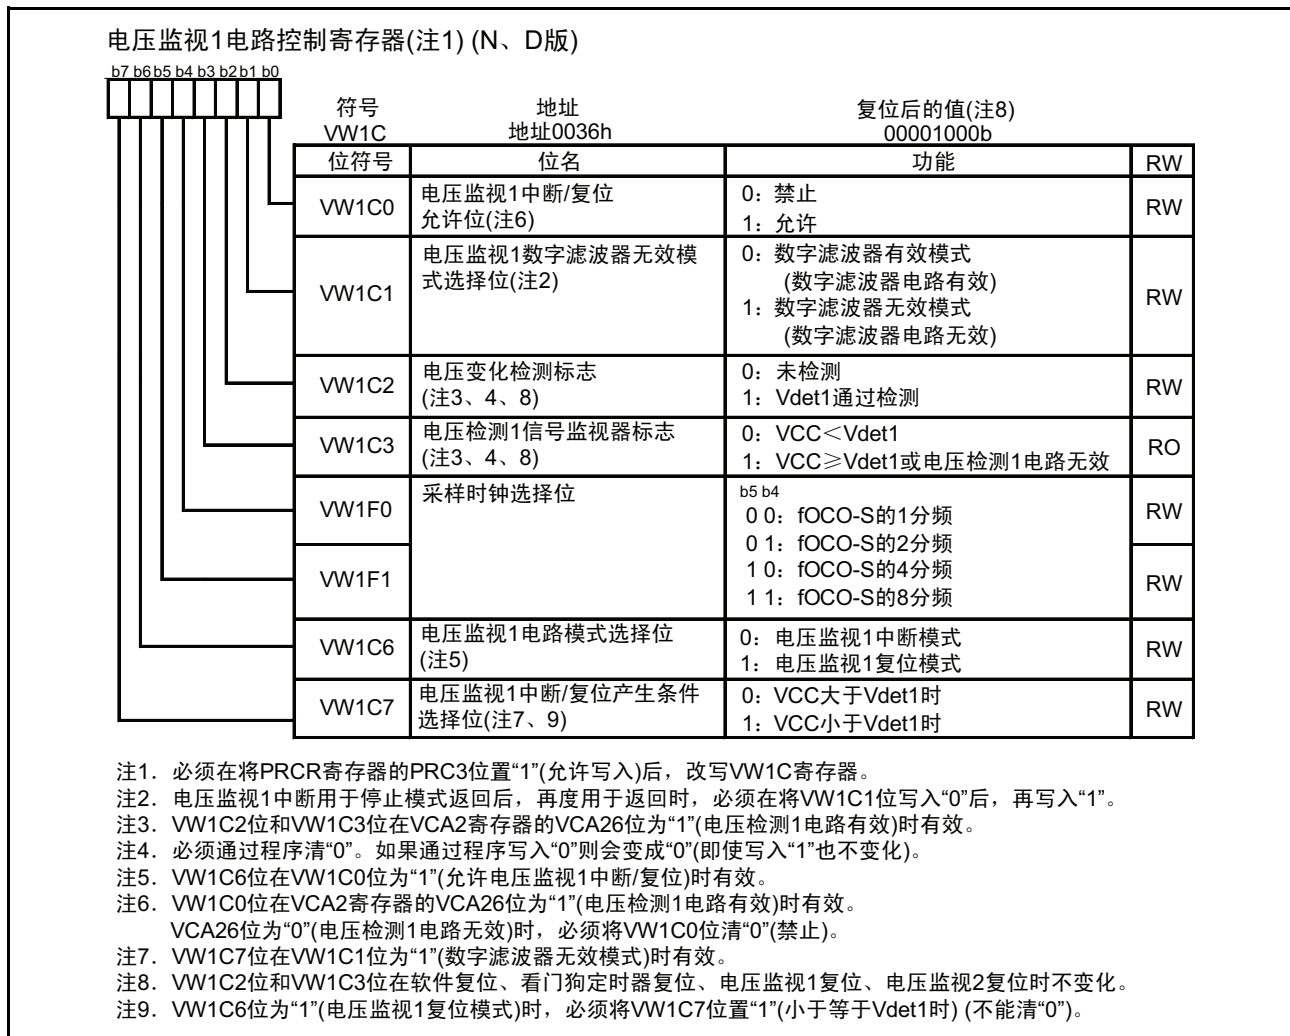 电压监视1电路控制寄存器(注1) (N、D版)
b7 b6 b5 b4 b3 b2 b1 b0
符号 地址 复位后的值(注8)
VW1C 地址0036h 00001000b
位符号 位名 功能 RW
VW1C0 电压监视1中断/复位
允许位(注6) 0：禁止
1：允许 RW
VW1C1 电压监视1数字滤波器无效模
式选择位(注2) 0：数字滤波器有效模式
(数字滤波器电路有效)
1：数字滤波器无效模式
(数字滤波器电路无效) RW
VW1C2 电压变化检测标志
(注3、4、8) 0：未检测
1：Vdet1通过检测 RW
VW1C3 电压检测1信号监视器标志
(注3、4、8) 0：VCC＜Vdet1
1：VCC≥Vdet1或电压检测1电路无效 RO
VW1F0 采样时钟选择位 b5 b4
0 0：fOCO-S的1分频 RW
0 1：fOCO-S的2分频
VW1F1 1 0：fOCO-S的4分频
1 1：fOCO-S的8分频 RW
VW1C6 电压监视1电路模式选择位
(注5) 0：电压监视1中断模式
1：电压监视1复位模式 RW
VW1C7 电压监视1中断/复位产生条件
选择位(注7、9) 0：VCC大于Vdet1时
1：VCC小于Vdet1时 RW
注1. 必须在将PRCR寄存器的PRC3位置“1”(允许写入)后，改写VW1C寄存器。
注2. 电压监视1中断用于停止模式返回后，再度用于返回时，必须在将VW1C1位写入“0”后，再写入“1”。
注3. VW1C2位和VW1C3位在VCA2寄存器的VCA26位为“1”(电压检测1电路有效)时有效。
注4. 必须通过程序清“0”。如果通过程序写入“0”则会变成“0”(即使写入“1”也不变化)。
注5. VW1C6位在VW1C0位为“1”(允许电压监视1中断/复位)时有效。
注6. VW1C0位在VCA2寄存器的VCA26位为“1”(电压检测1电路有效)时有效。
VCA26位为“0”(电压检测1电路无效)时，必须将VW1C0位清“0”(禁止)。
注7. VW1C7位在VW1C1位为“1”(数字滤波器无效模式)时有效。
注8. VW1C2位和VW1C3位在软件复位、看门狗定时器复位、电压监视1复位、电压监视2复位时不变化。
注9. VW1C6位为“1”(电压监视1复位模式)时，必须将VW1C7位置“1”(小于等于Vdet1时) (不能清“0”)。